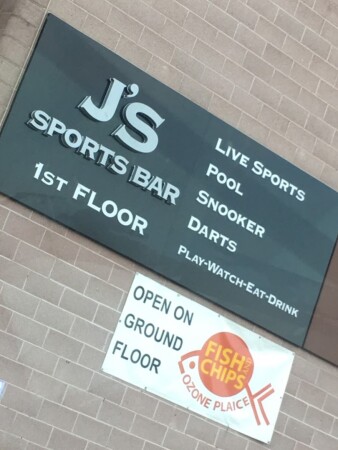 J'S
SPORTS BAR
1ST FLOOR
LIVE SPORTS
POOL
SNOOKER
DARTS
PLAY-WATCH-EAT-DRINK
OPEN ON
GROUND
FLOOR
FISH AND
CHIPS
OZONE PLAICE